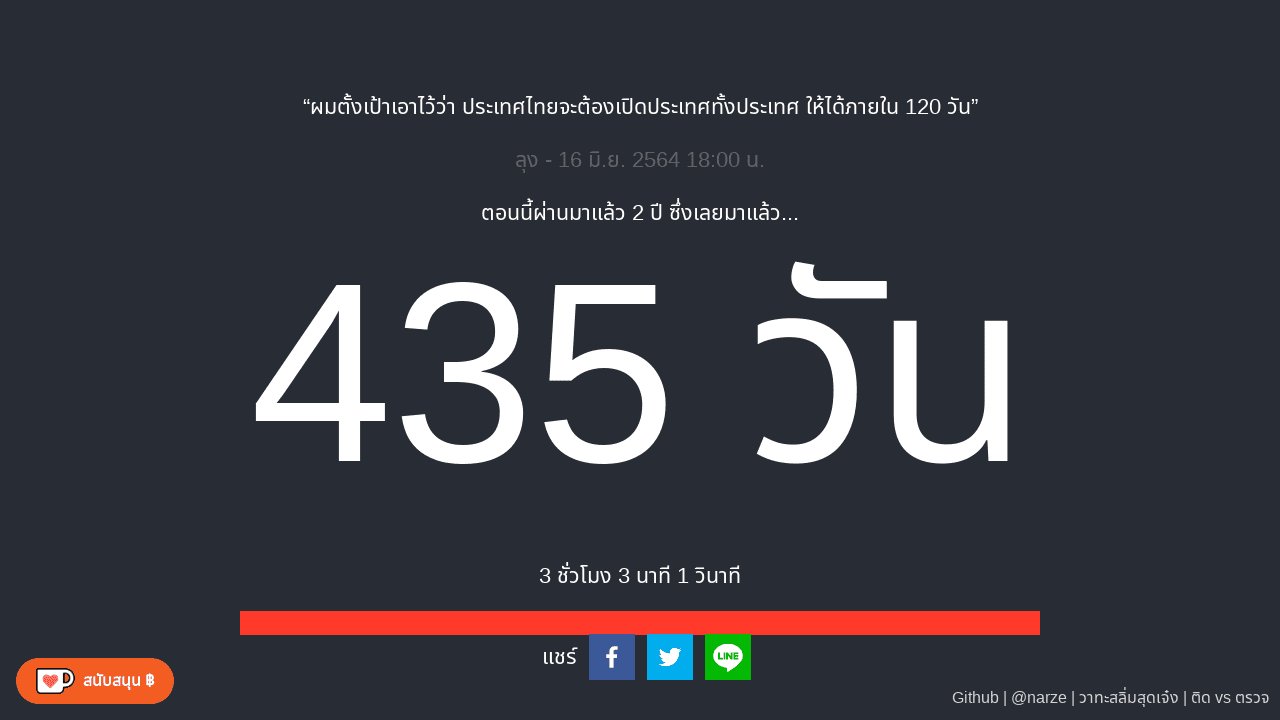 “ผมตั้งเป้าเอาไว้ว่า ประเทศไทยจะต้องเปิดประเทศทั้งประเทศ ให้ได้ภายใน 120 วัน”
ลุง - 16 มิ.ย. 2564 18:00 น.
ตอนนี้ผ่านมาแล้ว 2 ปี ซึ่งเลยมาแล้ว...
435 วัน
3 ชั่วโมง 3 นาที 1 วินาที
แชร์
LINE
สนับสนุน ฿
Github | @narze | วาทะสลิ่มสุดเจ๋ง | ติด vs ตรวจ